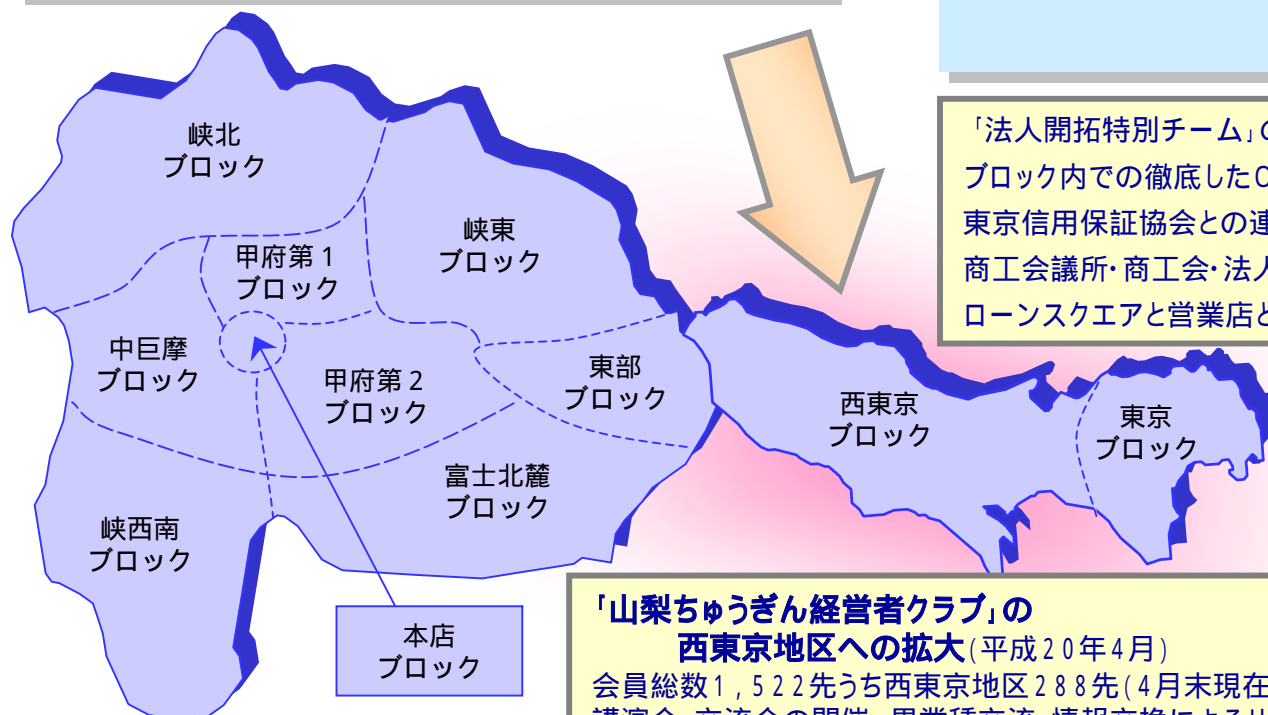 峡北
ブロック
峡東
ブロック
甲府第1
ブロック
中巨摩
ブロック
甲府第2
ブロック
東部
ブロック
西東京
ブロック
東京
ブロック
富士北麓
ブロック
峡西南
ブロック
本店
ブロック
「法人開拓特別チーム」の
ブロック内での徹底した
東京信用保証協会との連
商工会議所・商工会・法人
ローンスクエアと営業店と
「山梨ちゅうぎん経営者クラブ」の
西東京地区への拡大(平成20年4月)
会員総数1,522先うち西東京地区288先(4月末現在